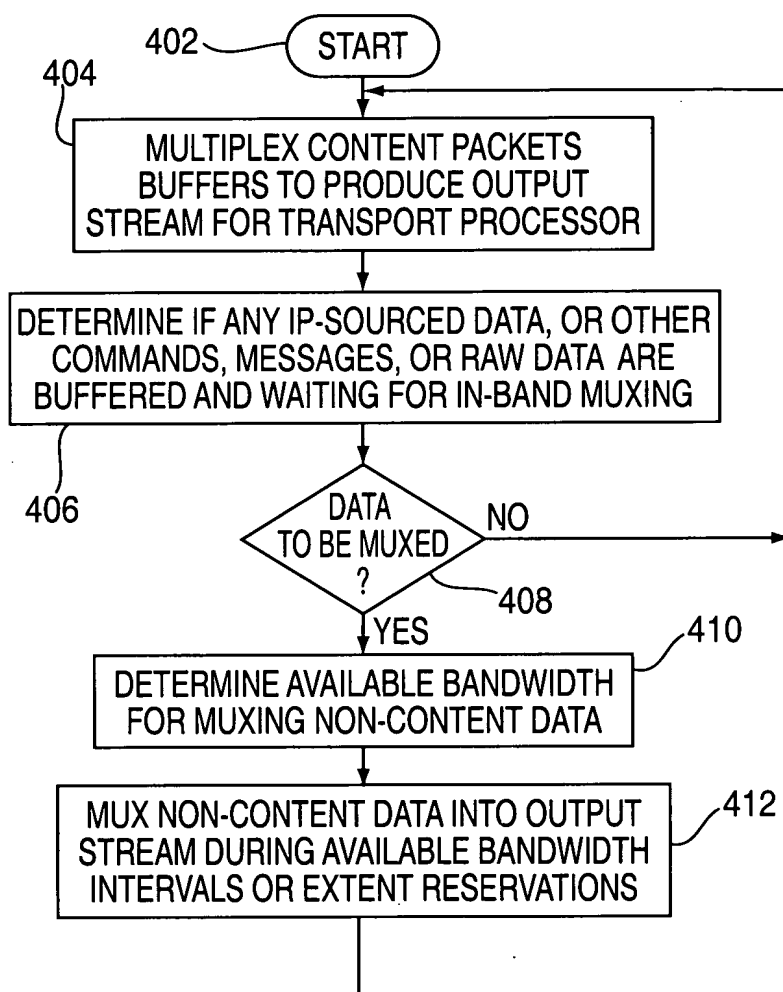 402
START
404
MULTIPLEX CONTENT PACKETS
BUFFERS TO PRODUCE OUTPUT
STREAM FOR TRANSPORT PROCESSOR
DETERMINE IF ANY IP-SOURCED DATA, OR OTHER
COMMANDS, MESSAGES, OR RAW DATA ARE
BUFFERED AND WAITING FOR IN-BAND MUXING
406
DATA
TO BE MUXED
?
NO
408
YES
410
DETERMINE AVAILABLE BANDWIDTH
FOR MUXING NON-CONTENT DATA
412
MUX NON-CONTENT DATA INTO OUTPUT
STREAM DURING AVAILABLE BANDWIDTH
INTERVALS OR EXTENT RESERVATIONS